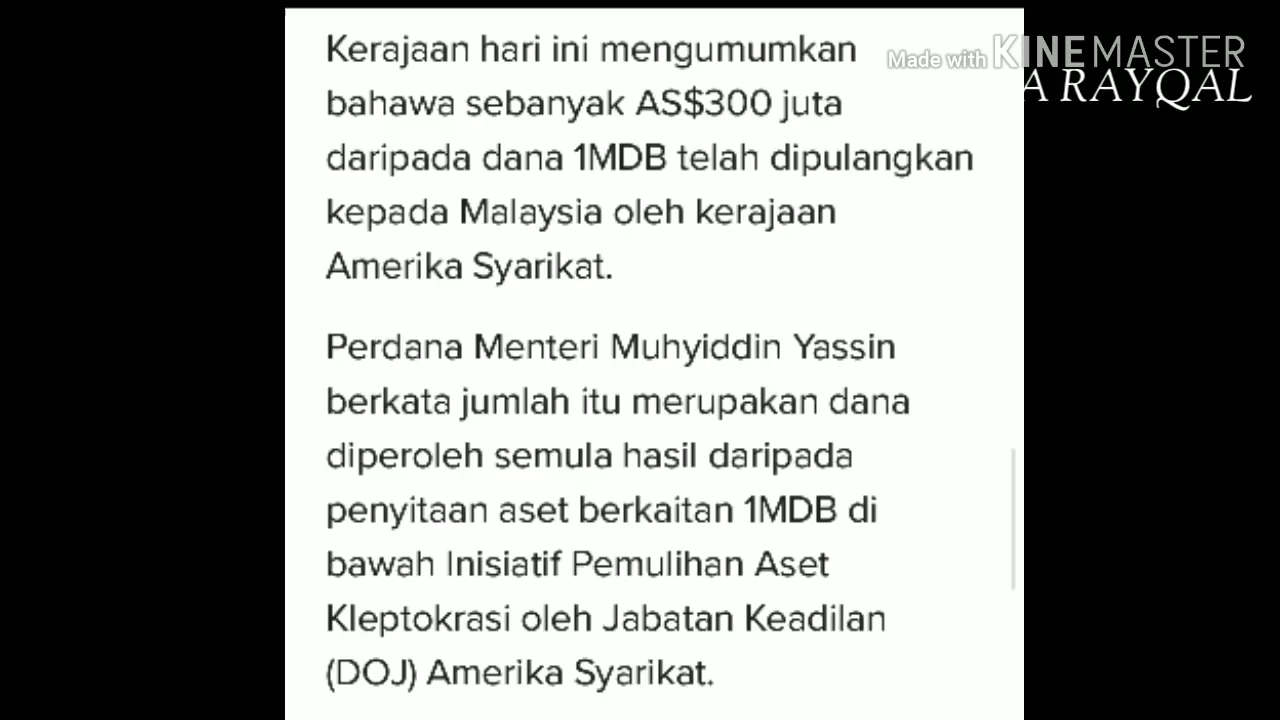 Kerajaan hari ini mengumumkan
bahawa sebanyak AS$300 juta
daripada dana 1MDB telah dipulangkan
kepada Malaysia oleh kerajaan
Amerika Syarikat.
Perdana Menteri Muhyiddin Yassin
berkata jumlah itu merupakan dana
diperoleh semula hasil daripada
penyitaan aset berkaitan 1MDB di
bawah Inisiatif Pemulihan Aset
Kleptokrasi oleh Jabatan Keadilan
(DOJ) Amerika Syarikat.
Made with KINEMASTER
A RAYQAL